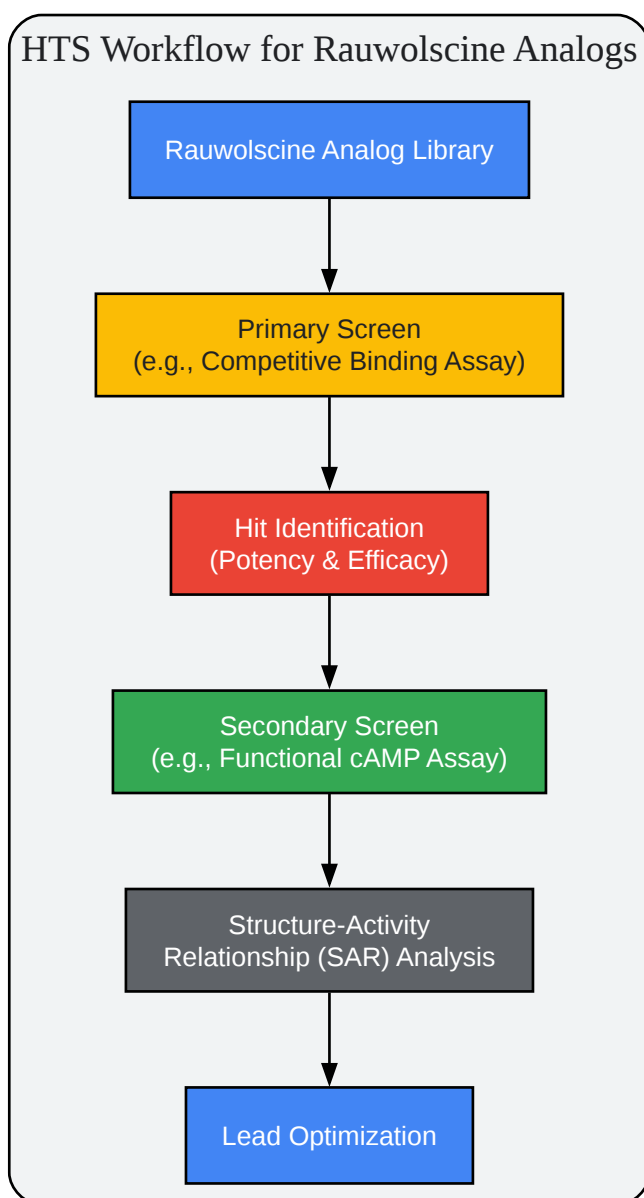 HTS Workflow for Rauwolscine Analogs
Rauwolscine Analog Library
Primary Screen
(e.g., Competitive Binding Assay)
Hit Identification
(Potency & Efficacy)
Secondary Screen
(e.g., Functional cAMP Assay)
Structure-Activity
Relationship (SAR) Analysis
Lead Optimization